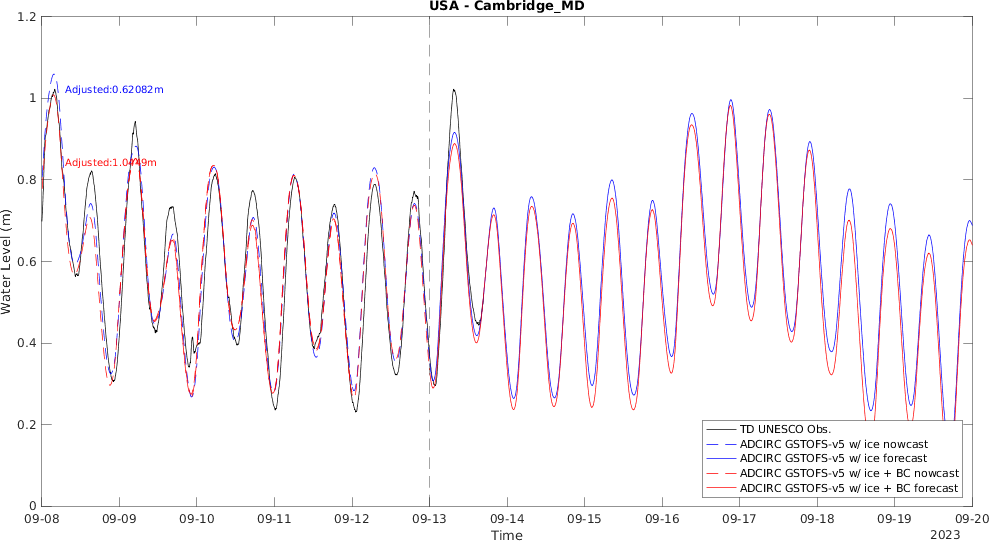 USA - Cambridge_MD
1.2
1
0.8
0.6
0.4
0.2
0
Water Level (m)
Adjusted:0.62082m
Adjusted:1.0449m
TD UNESCO Obs.
ADCIRC GSTOFS-v5 w/ ice nowcast
ADCIRC GSTOFS-v5 w/ ice forecast
ADCIRC GSTOFS-v5 w/ ice + BC nowcast
ADCIRC GSTOFS-v5 w/ ice + BC forecast
09-08 09-09 09-10 09-11 09-12 09-13 09-14 09-15 09-16 09-17 09-18 09-19 09-20
Time
2023